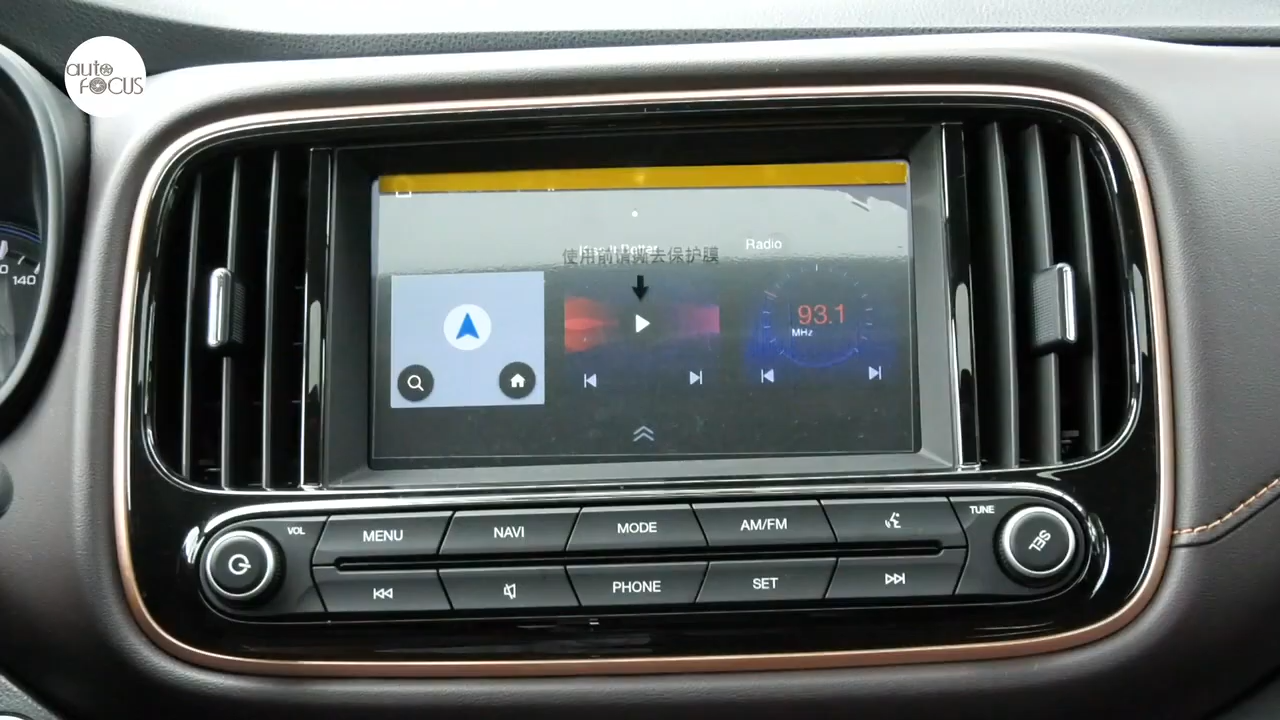 auto
FOCUS
Radio
使用前请撕去保护膜
93.1
MHz
140
VOL
MENU
NAVI
MODE
AM/FM
TUNE
SEL
PHONE
SET